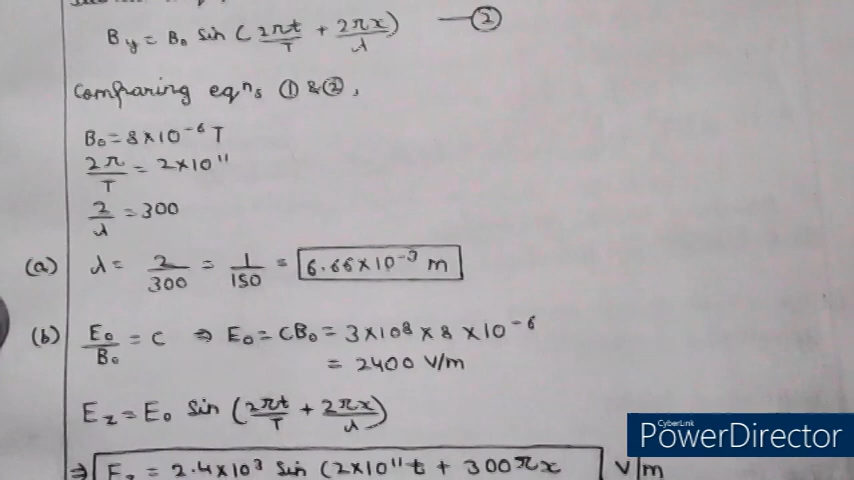 By = B₀ sin ( 2πt/T + 2πx/λ ) — ②
Comparing eqⁿs ① & ②,
B₀ = 8×10⁻⁶ T
2π/T = 2×10¹¹
2/λ = 300
(a) λ = 2/300 = 1/150 = 6.66×10⁻³ m
(b) E₀/B₀ = C ⇒ E₀ = CB₀ = 3×10⁸ × 8 × 10⁻⁶
= 2400 V/m
Ez = E₀ sin ( 2πt/T + 2πx/λ )
⇒ Ez = 2.4×10³ sin (2×10¹¹t + 300πx V/m
CyberLink
PowerDirector